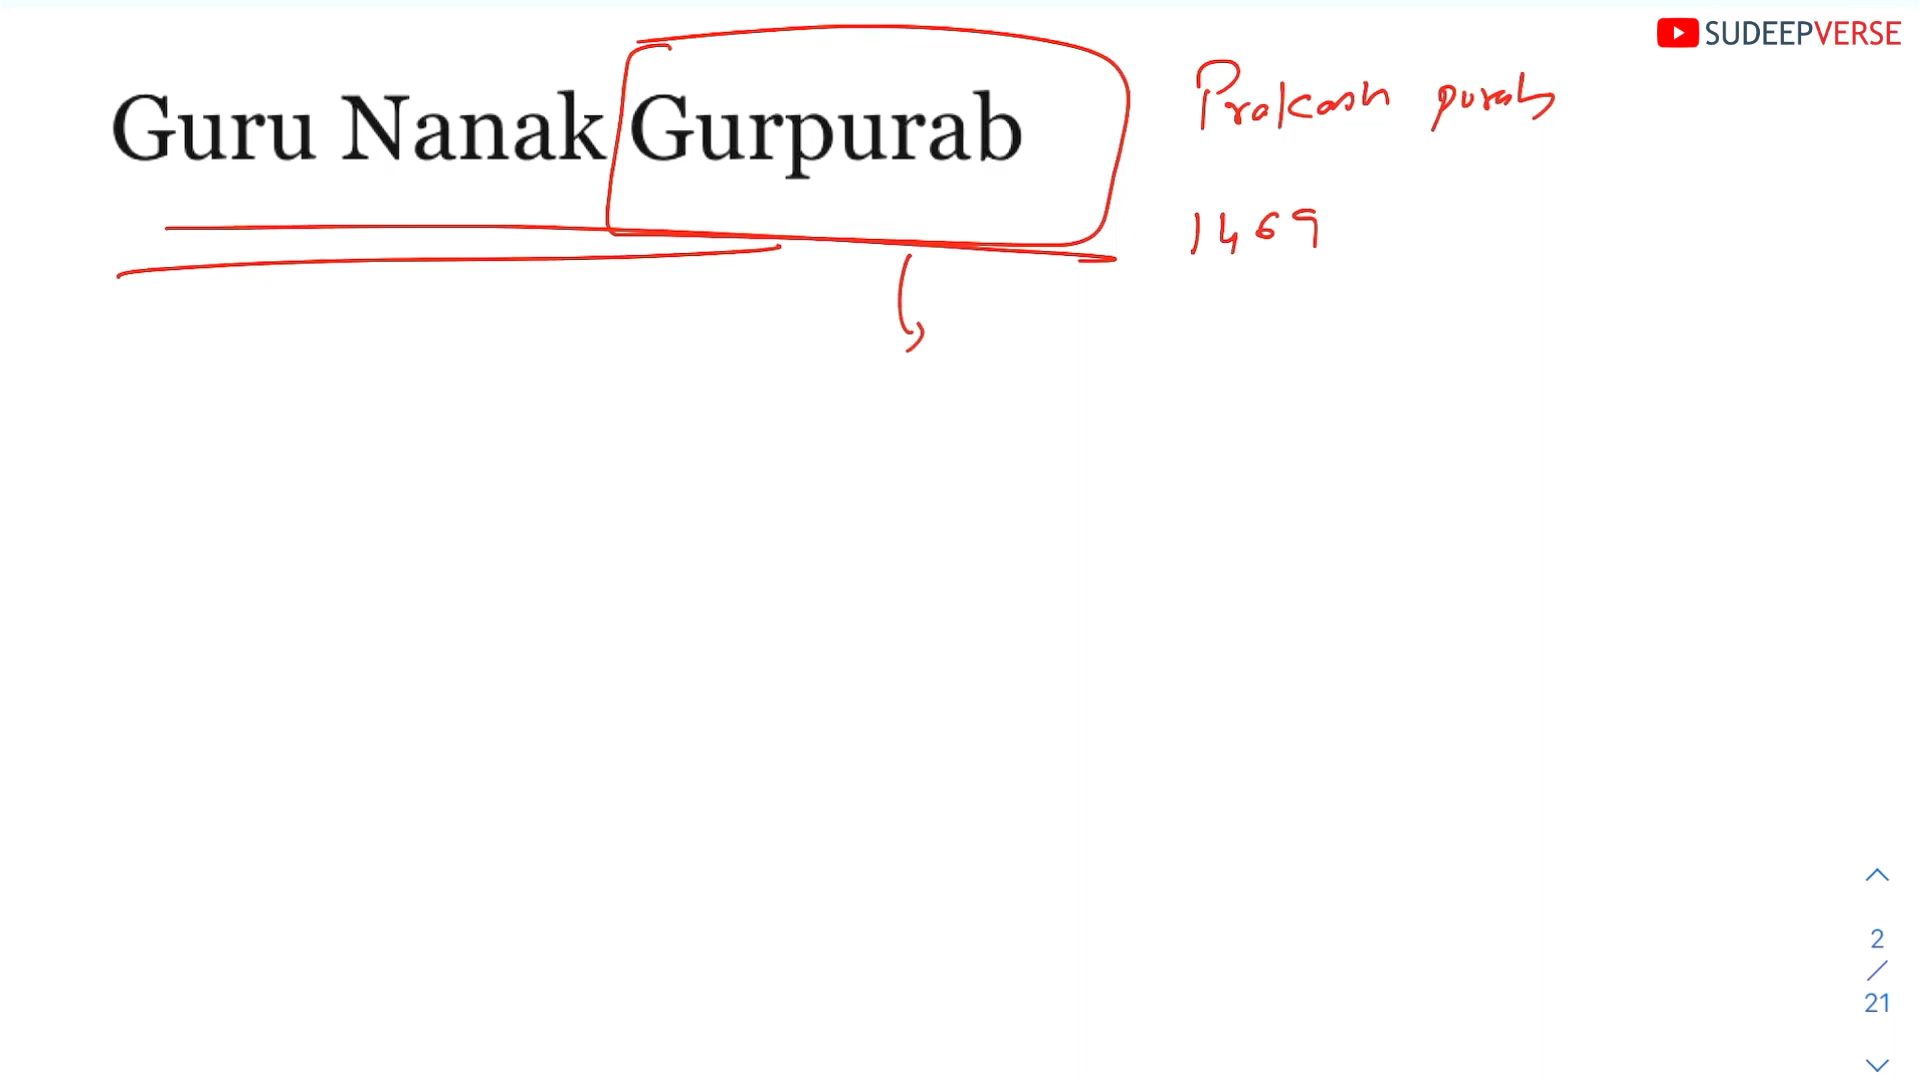 SUDEEPVERSE
Guru Nanak Gurpurab
Prakash purab
1469
2
/
21